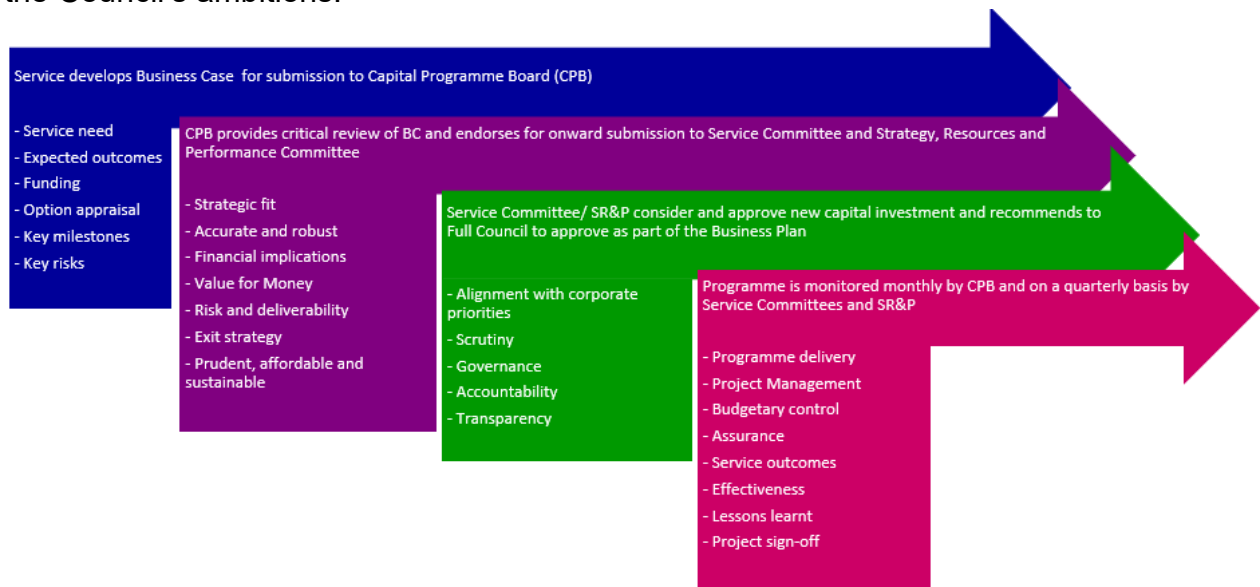 the Council's ambitions.
Service develops Business Case for submission to Capital Programme Board (CPB)
- Service need
- Expected outcomes
- Funding
- Option appraisal
- Key milestones
- Key risks
CPB provides critical review of BC and endorses for onward submission to Service Committee and Strategy, Resources and
Performance Committee
- Strategic fit
- Accurate and robust
- Financial implications
- Value for Money
- Risk and deliverability
- Exit strategy
- Prudent, affordable and
sustainable
Service Committee/ SR&P consider and approve new capital investment and recommends to
Full Council to approve as part of the Business Plan
- Alignment with corporate
priorities
- Scrutiny
- Governance
- Accountability
- Transparency
Programme is monitored monthly by CPB and on a quarterly basis by
Service Committees and SR&P
- Programme delivery
- Project Management
- Budgetary control
- Assurance
- Service outcomes
- Effectiveness
- Lessons learnt
- Project sign-off